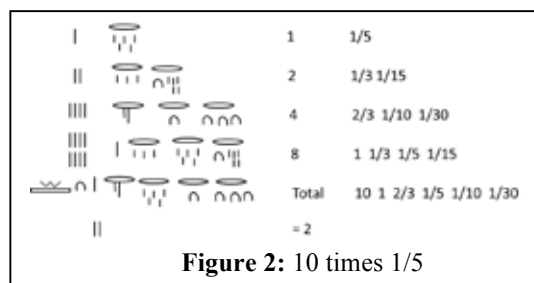 1 1/5
2 1/3 1/15
4 2/3 1/10 1/30
8 1 1/3 1/5 1/15
Total 10 1 2/3 1/5 1/10 1/30
= 2
Figure 2: 10 times 1/5